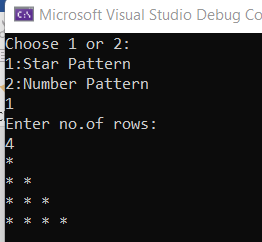 Microsoft Visual Studio Debug Co
Choose 1 or 2:
1:Star Pattern
2:Number Pattern
1
Enter no.of rows:
4
*
* *
* * *
* * * *